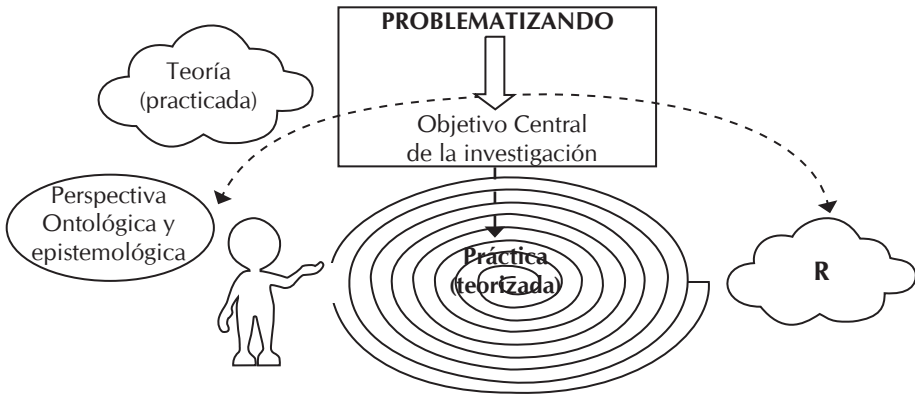 PROBLEMATIZANDO
Teoría
(practicada)
Objetivo Central
de la investigación
Perspectiva
Ontológica y
epistemológica
Práctica
(teorizada)
R